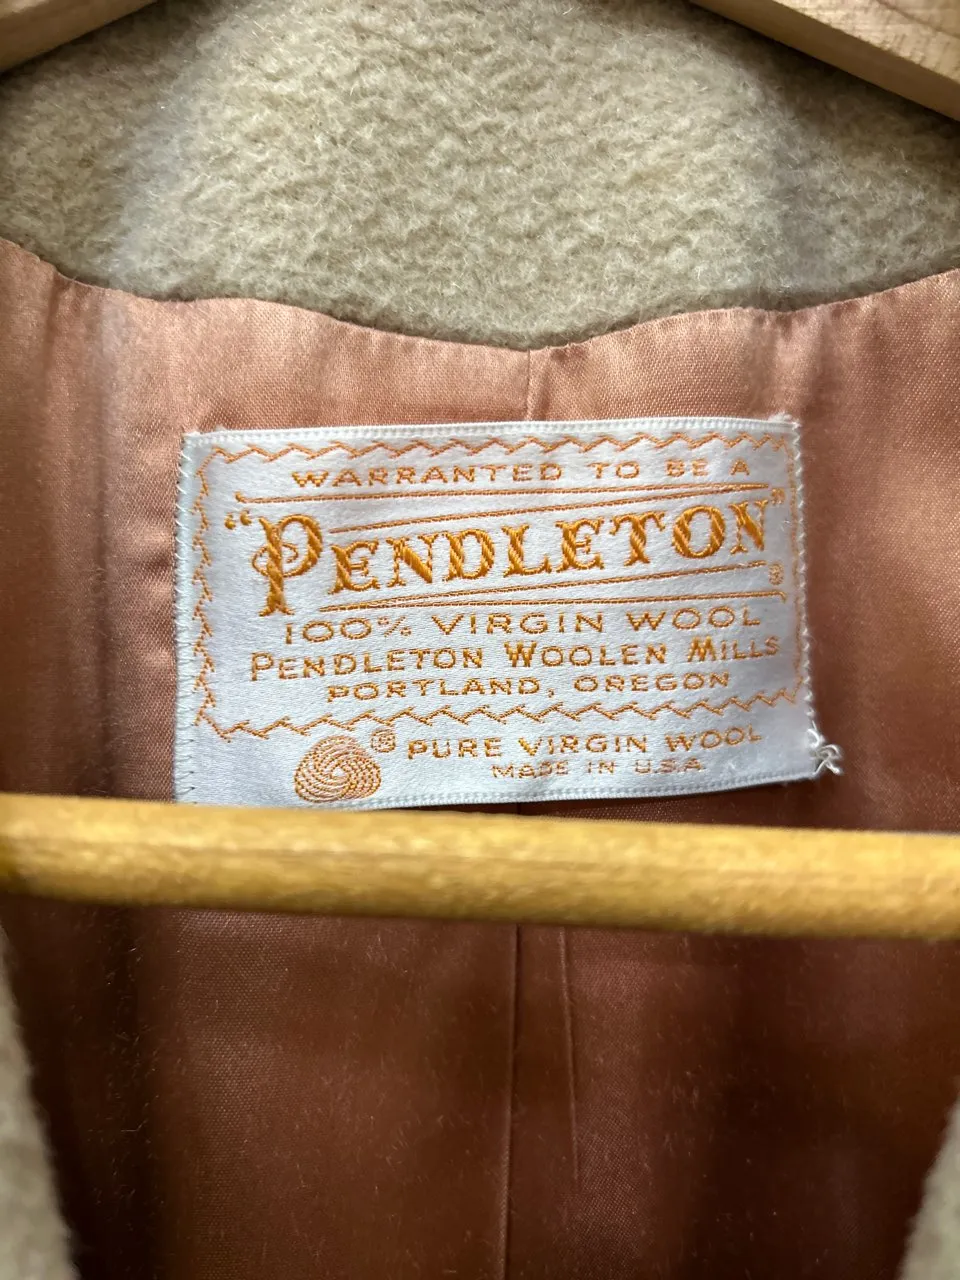 WARRANTED TO BE A
"PENDLETON"
®
100% VIRGIN WOOL
PENDLETON WOOLEN MILLS
PORTLAND, OREGON
® PURE VIRGIN WOOL
MADE IN U.S.A